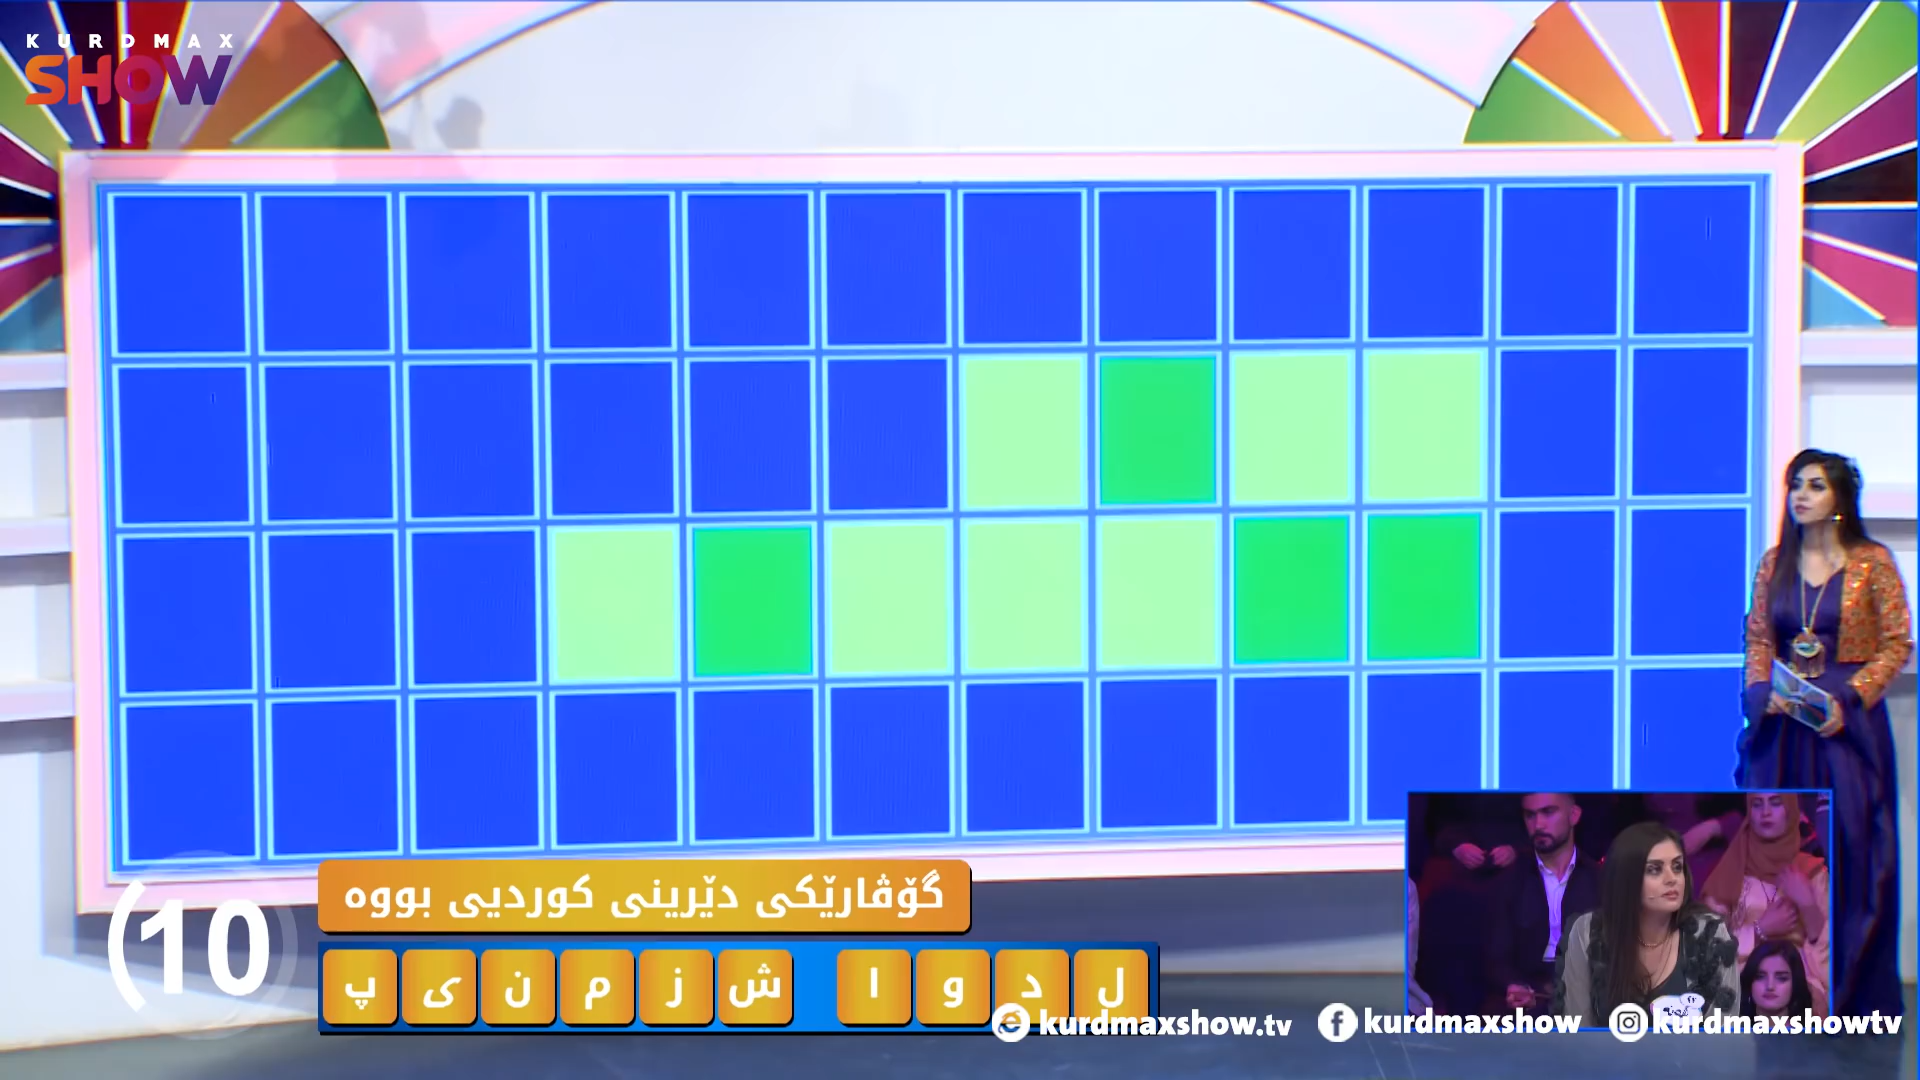 KURDMAX
SHOW
گۆڤارێکی دێرینی کوردیی بووە
10
ل د و ا ش ز م ن ی پ
kurdmaxshow.tv
kurdmaxshow
kurdmaxshowtv